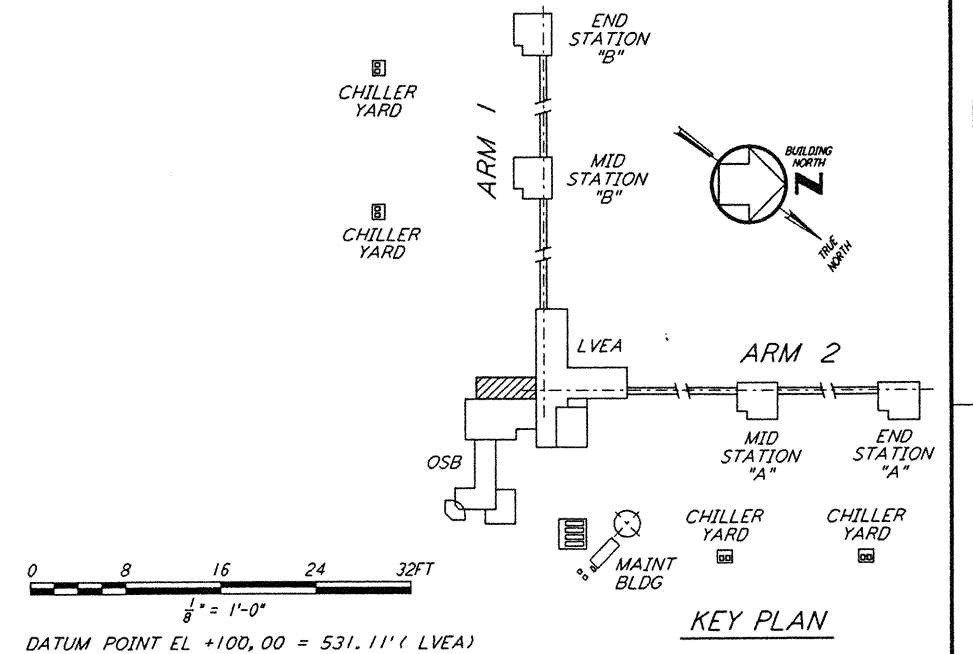 END
STATION
"B"
CHILLER
YARD
ARM 1
MID
STATION
"B"
BUILDING
NORTH
N
TRUE
NORTH
CHILLER
YARD
LVEA
ARM 2
MID
STATION
"A"
END
STATION
"A"
OSB
CHILLER
YARD
CHILLER
YARD
MAINT
BLDG
0 8 16 24 32FT
1/8" = 1'-0"
KEY PLAN
DATUM POINT EL +100,00 = 531.11'( LVEA)